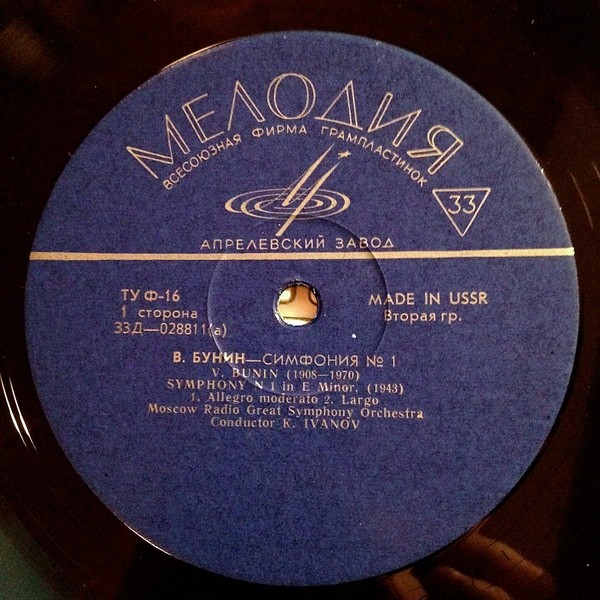 МЕЛОДИЯ
ВСЕСОЮЗНАЯ ФИРМА ГРАМПЛАСТИНОК
33
АПРЕЛЕВСКИЙ ЗАВОД
ТУ Ф-16
MADE IN USSR
1 сторона
Вторая гр.
33Д—028811(а)
В. БУНИН—СИМФОНИЯ № 1
V. BUNIN (1908—1970)
SYMPHONY N 1 in E Minor, (1943)
1. Allegro moderato 2. Largo
Moscow Radio Great Symphony Orchestra
Conductor K. IVANOV